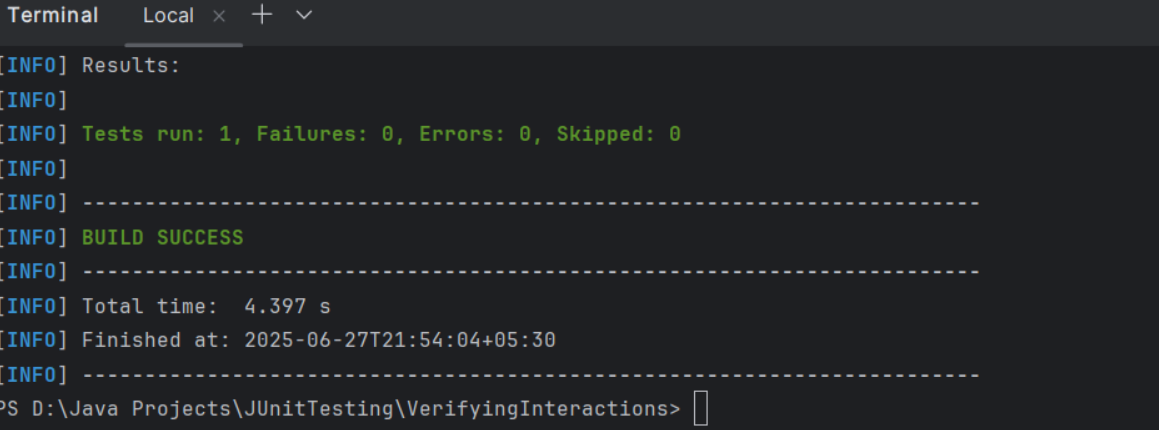 Terminal Local × + ⌄
[INFO] Results:
[INFO]
[INFO] Tests run: 1, Failures: 0, Errors: 0, Skipped: 0
[INFO]
[INFO] ------------------------------------------------------------------------
[INFO] BUILD SUCCESS
[INFO] ------------------------------------------------------------------------
[INFO] Total time:  4.397 s
[INFO] Finished at: 2025-06-27T21:54:04+05:30
[INFO] ------------------------------------------------------------------------
PS D:\Java Projects\JUnitTesting\VerifyingInteractions>